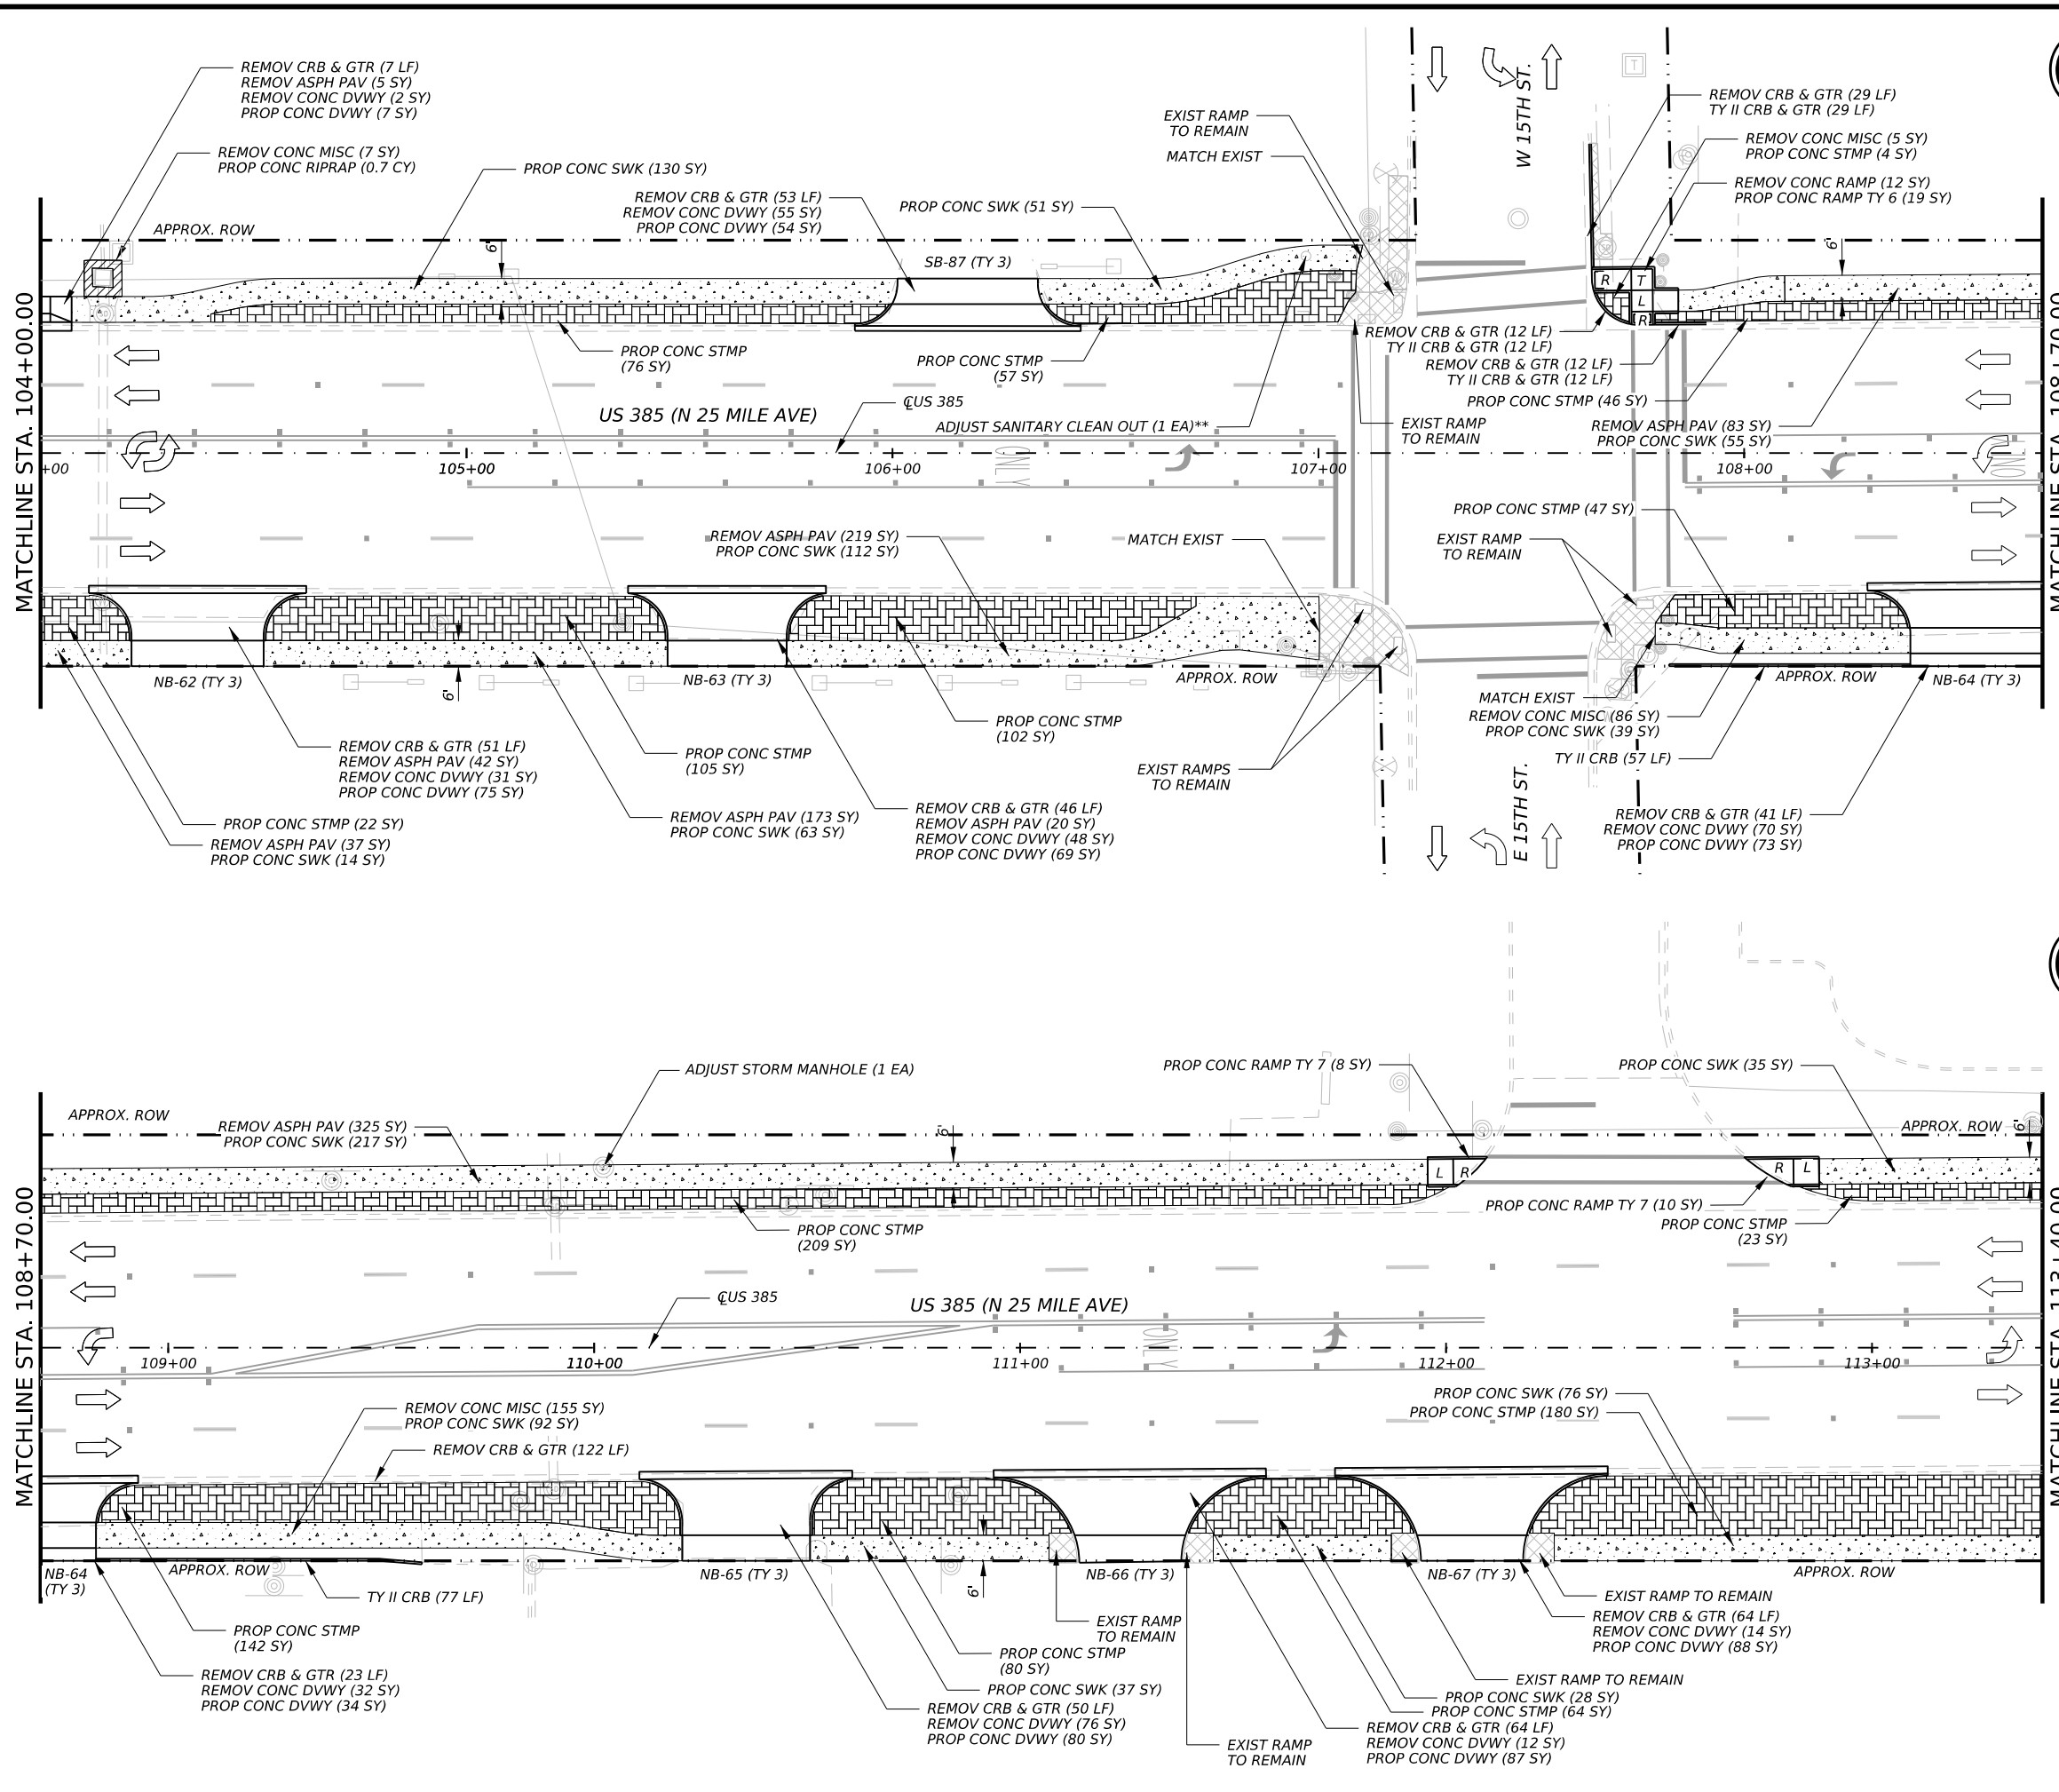 REMOV CRB & GTR (7 LF)
REMOV ASPH PAV (5 SY)
REMOV CONC DVWY (2 SY)
PROP CONC DVWY (7 SY)
REMOV CONC MISC (7 SY)
PROP CONC RIPRAP (0.7 CY)
APPROX. ROW
PROP CONC SWK (130 SY)
REMOV CRB & GTR (53 LF)
REMOV CONC DVWY (55 SY)
PROP CONC DVWY (54 SY)
PROP CONC SWK (51 SY)
EXIST RAMP
TO REMAIN
MATCH EXIST
W 15TH ST.
T
REMOV CRB & GTR (29 LF)
TY II CRB & GTR (29 LF)
REMOV CONC MISC (5 SY)
PROP CONC STMP (4 SY)
REMOV CONC RAMP (12 SY)
PROP CONC RAMP TY 6 (19 SY)
6'
SB-87 (TY 3)
6'
R
T
L
R
MATCHLINE STA. 104+00.00
PROP CONC STMP
(76 SY)
PROP CONC STMP
(57 SY)
REMOV CRB & GTR (12 LF)
TY II CRB & GTR (12 LF)
REMOV CRB & GTR (12 LF)
TY II CRB & GTR (12 LF)
PROP CONC STMP (46 SY)
US 385 (N 25 MILE AVE)
℄ US 385
ADJUST SANITARY CLEAN OUT (1 EA)**
EXIST RAMP
TO REMAIN
REMOV ASPH PAV (83 SY)
PROP CONC SWK (55 SY)
MATCHLINE STA. 108+70.00
+00
105+00
106+00
ONLY
107+00
108+00
PROP CONC STMP (47 SY)
REMOV ASPH PAV (219 SY)
PROP CONC SWK (112 SY)
MATCH EXIST
EXIST RAMP
TO REMAIN
NB-62 (TY 3)
6'
NB-63 (TY 3)
APPROX. ROW
APPROX. ROW
NB-64 (TY 3)
MATCH EXIST
REMOV CONC MISC (86 SY)
PROP CONC SWK (39 SY)
TY II CRB (57 LF)
PROP CONC STMP
(102 SY)
REMOV CRB & GTR (51 LF)
REMOV ASPH PAV (42 SY)
REMOV CONC DVWY (31 SY)
PROP CONC DVWY (75 SY)
PROP CONC STMP
(105 SY)
EXIST RAMPS
TO REMAIN
E 15TH ST.
PROP CONC STMP (22 SY)
REMOV ASPH PAV (37 SY)
PROP CONC SWK (14 SY)
REMOV ASPH PAV (173 SY)
PROP CONC SWK (63 SY)
REMOV CRB & GTR (46 LF)
REMOV ASPH PAV (20 SY)
REMOV CONC DVWY (48 SY)
PROP CONC DVWY (69 SY)
REMOV CRB & GTR (41 LF)
REMOV CONC DVWY (70 SY)
PROP CONC DVWY (73 SY)
ADJUST STORM MANHOLE (1 EA)
PROP CONC RAMP TY 7 (8 SY)
PROP CONC SWK (35 SY)
APPROX. ROW
REMOV ASPH PAV (325 SY)
PROP CONC SWK (217 SY)
6'
APPROX. ROW
6'
L
R
R
L
PROP CONC RAMP TY 7 (10 SY)
PROP CONC STMP
(23 SY)
PROP CONC STMP
(209 SY)
MATCHLINE STA. 108+70.00
℄ US 385
US 385 (N 25 MILE AVE)
MATCHLINE STA. 113+40.00
109+00
110+00
111+00
ONLY
112+00
113+00
REMOV CONC MISC (155 SY)
PROP CONC SWK (92 SY)
REMOV CRB & GTR (122 LF)
PROP CONC SWK (76 SY)
PROP CONC STMP (180 SY)
NB-64
(TY 3)
APPROX. ROW
TY II CRB (77 LF)
NB-65 (TY 3)
6'
NB-66 (TY 3)
NB-67 (TY 3)
APPROX. ROW
PROP CONC STMP
(142 SY)
REMOV CRB & GTR (23 LF)
REMOV CONC DVWY (32 SY)
PROP CONC DVWY (34 SY)
EXIST RAMP
TO REMAIN
PROP CONC STMP
(80 SY)
PROP CONC SWK (37 SY)
REMOV CRB & GTR (50 LF)
REMOV CONC DVWY (76 SY)
PROP CONC DVWY (80 SY)
EXIST RAMP TO REMAIN
REMOV CRB & GTR (64 LF)
REMOV CONC DVWY (14 SY)
PROP CONC DVWY (88 SY)
EXIST RAMP TO REMAIN
PROP CONC SWK (28 SY)
PROP CONC STMP (64 SY)
REMOV CRB & GTR (64 LF)
REMOV CONC DVWY (12 SY)
PROP CONC DVWY (87 SY)
EXIST RAMP
TO REMAIN